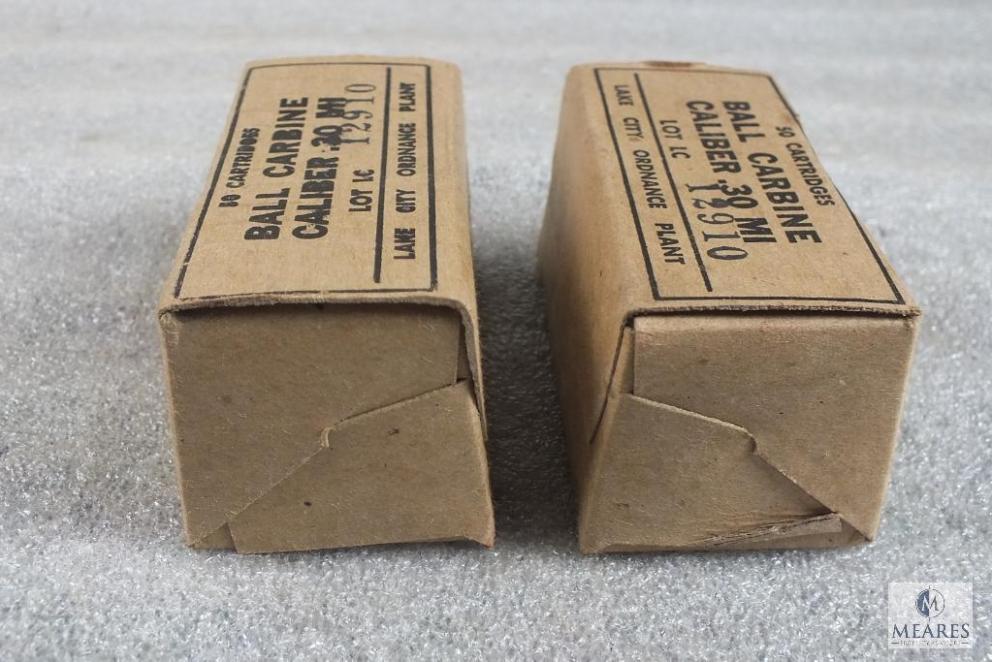 50 CARTRIDGES
BALL CARBINE
CALIBER .30 M1
LOT LC 12910
LAKE CITY ORDNANCE PLANT
50 CARTRIDGES
BALL CARBINE
CALIBER .30 M1
LOT LC 12910
LAKE CITY ORDNANCE PLANT
M
MEARES